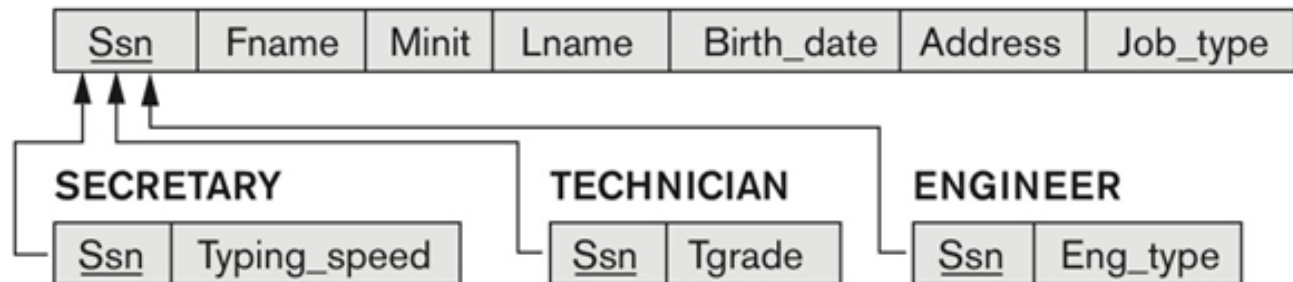 Ssn Fname Minit Lname Birth_date Address Job_type
SECRETARY TECHNICIAN ENGINEER
Ssn Typing_speed Ssn Tgrade Ssn Eng_type